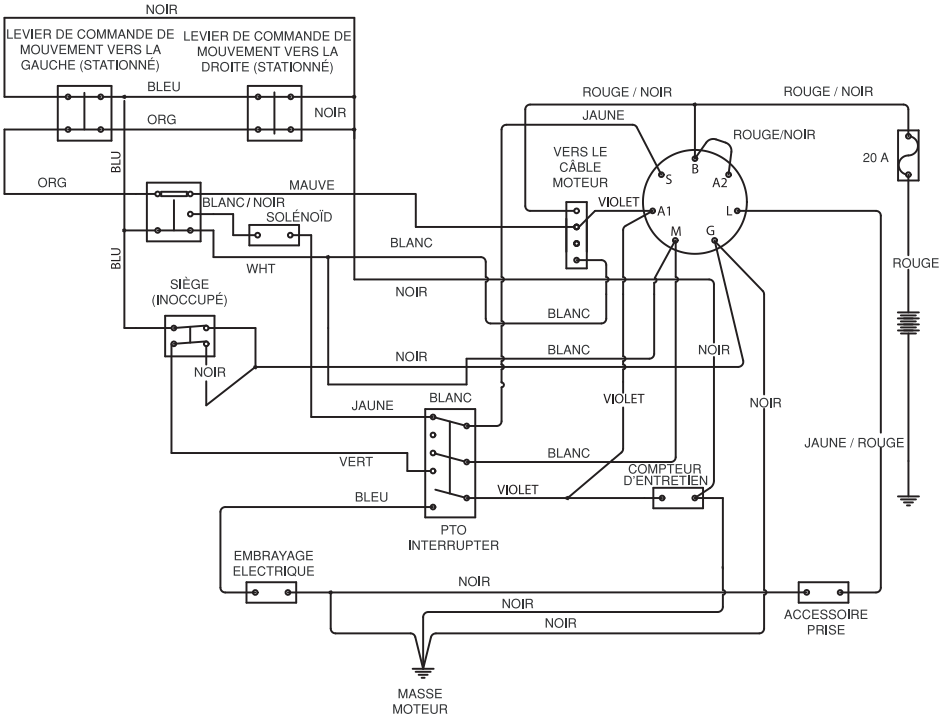 NOIR
LEVIER DE COMMANDE DE
MOUVEMENT VERS LA
GAUCHE (STATIONNÉ)
LEVIER DE COMMANDE DE
MOUVEMENT VERS LA
DROITE (STATIONNÉ)
BLEU
NOIR
ORG
BLU
ROUGE / NOIR
ROUGE / NOIR
JAUNE
ROUGE/NOIR
20 A
VERS LE
CÂBLE
MOTEUR
B
S
A2
ORG
MAUVE
BLANC / NOIR
SOLÉNOÏD
VIOLET
A1
L
M
G
BLANC
BLU
WHT
ROUGE
SIÈGE
(INOCCUPÉ)
NOIR
BLANC
NOIR
BLANC
NOIR
NOIR
BLANC
JAUNE
VIOLET
NOIR
JAUNE / ROUGE
VERT
BLANC
COMPTEUR
D'ENTRETIEN
BLEU
VIOLET
PTO
INTERRUPTER
EMBRAYAGE
ELECTRIQUE
NOIR
NOIR
NOIR
ACCESSOIRE
PRISE
MASSE
MOTEUR